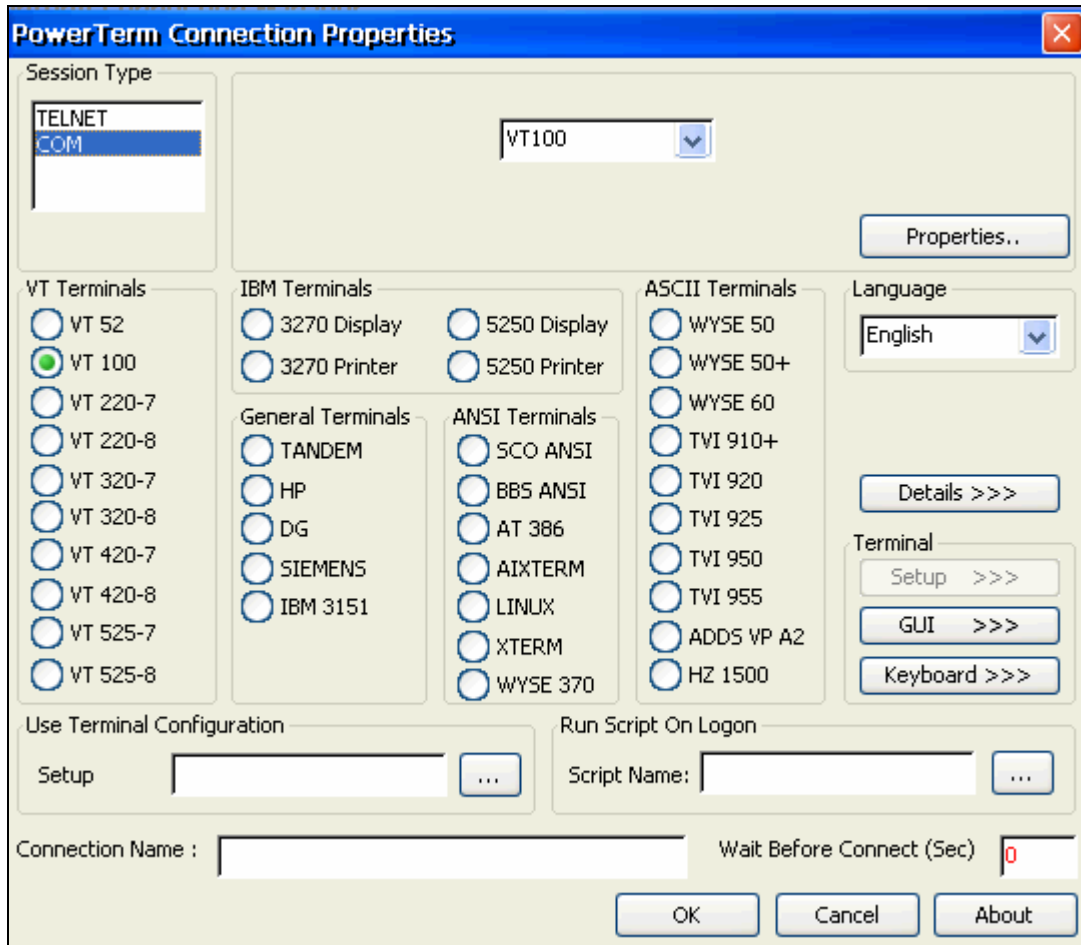 PowerTerm Connection Properties
Session Type
TELNET
COM
VT100
Properties..
VT Terminals
VT 52
VT 100
VT 220-7
VT 220-8
VT 320-7
VT 320-8
VT 420-7
VT 420-8
VT 525-7
VT 525-8
IBM Terminals
3270 Display
5250 Display
3270 Printer
5250 Printer
General Terminals
TANDEM
HP
DG
SIEMENS
IBM 3151
ANSI Terminals
SCO ANSI
BBS ANSI
AT 386
AIXTERM
LINUX
XTERM
WYSE 370
ASCII Terminals
WYSE 50
WYSE 50+
WYSE 60
TVI 910+
TVI 920
TVI 925
TVI 950
TVI 955
ADDS VP A2
HZ 1500
Language
English
Details >>>
Terminal
Setup >>>
GUI >>>
Keyboard >>>
Use Terminal Configuration
Setup
...
Run Script On Logon
Script Name:
...
Connection Name :
Wait Before Connect (Sec)
0
OK
Cancel
About